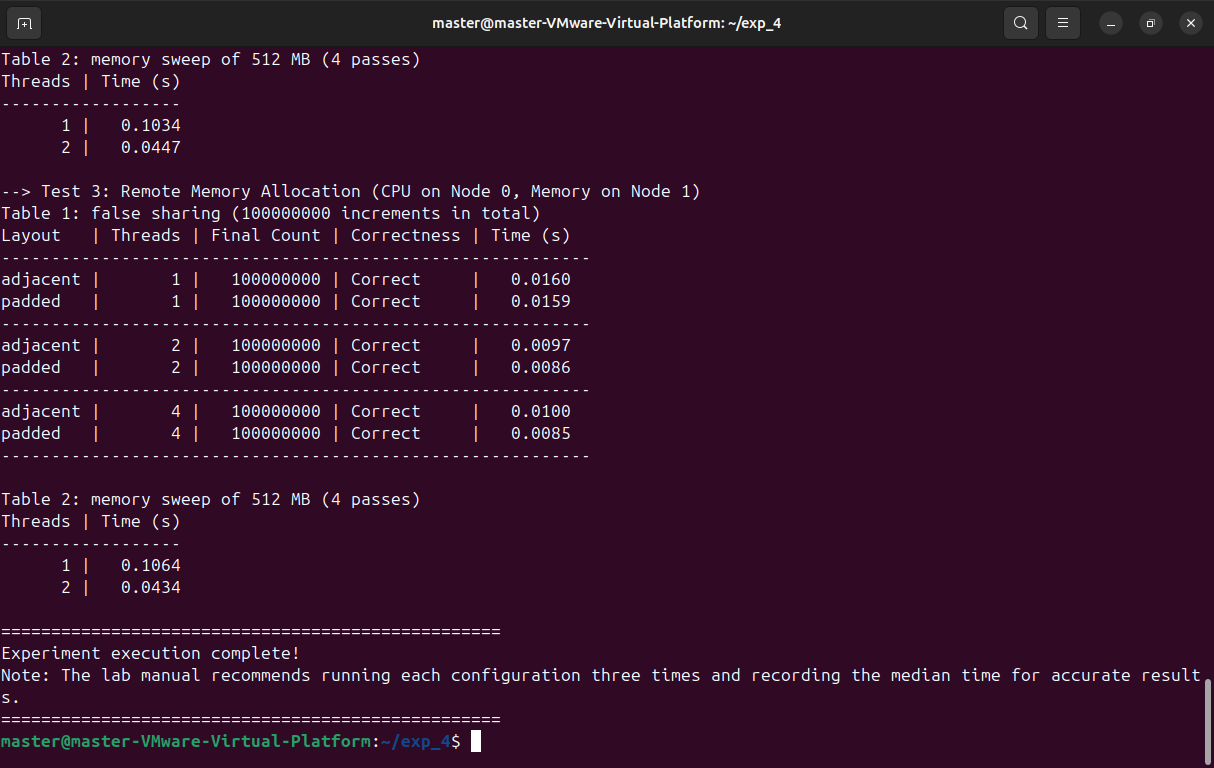 master@master-VMware-Virtual-Platform: ~/exp_4
Table 2: memory sweep of 512 MB (4 passes)
Threads | Time (s)
------------------
      1 |   0.1034
      2 |   0.0447

--> Test 3: Remote Memory Allocation (CPU on Node 0, Memory on Node 1)
Table 1: false sharing (100000000 increments in total)
Layout   | Threads | Final Count | Correctness | Time (s)
-----------------------------------------------------------
adjacent |       1 |   100000000 | Correct     |   0.0160
padded   |       1 |   100000000 | Correct     |   0.0159
-----------------------------------------------------------
adjacent |       2 |   100000000 | Correct     |   0.0097
padded   |       2 |   100000000 | Correct     |   0.0086
-----------------------------------------------------------
adjacent |       4 |   100000000 | Correct     |   0.0100
padded   |       4 |   100000000 | Correct     |   0.0085
-----------------------------------------------------------

Table 2: memory sweep of 512 MB (4 passes)
Threads | Time (s)
------------------
      1 |   0.1064
      2 |   0.0434

==================================================
Experiment execution complete!
Note: The lab manual recommends running each configuration three times and recording the median time for accurate result
s.
==================================================
master@master-VMware-Virtual-Platform:~/exp_4$